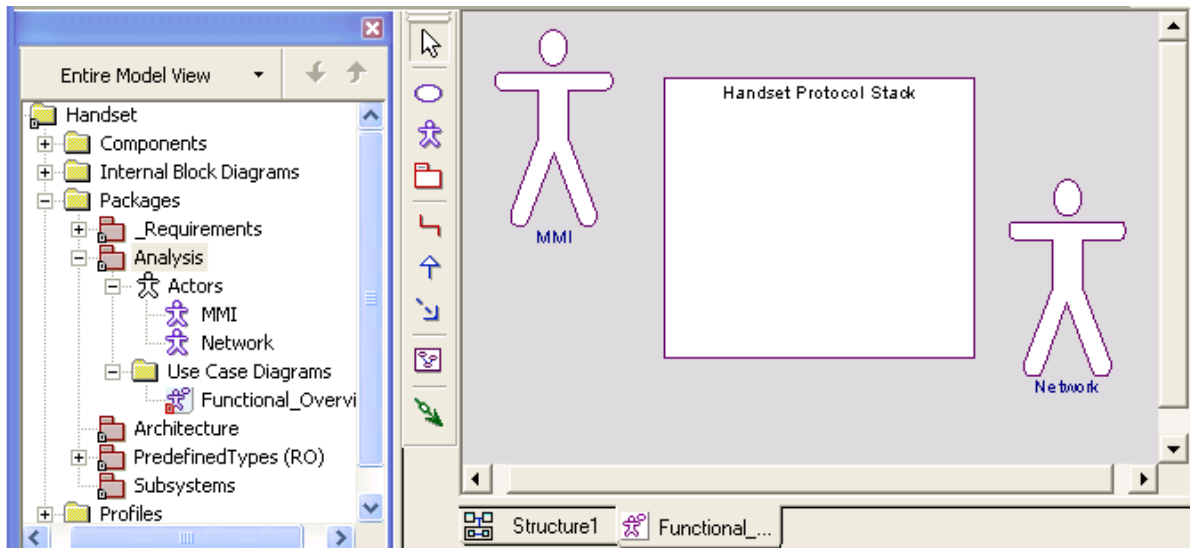 Entire Model View
Handset
Components
Internal Block Diagrams
Packages
_Requirements
Analysis
Actors
MMI
Network
Use Case Diagrams
Functional_Overvi
Architecture
PredefinedTypes (RO)
Subsystems
Profiles
Handset Protocol Stack
MMI
Network
Structure1
Functional_...